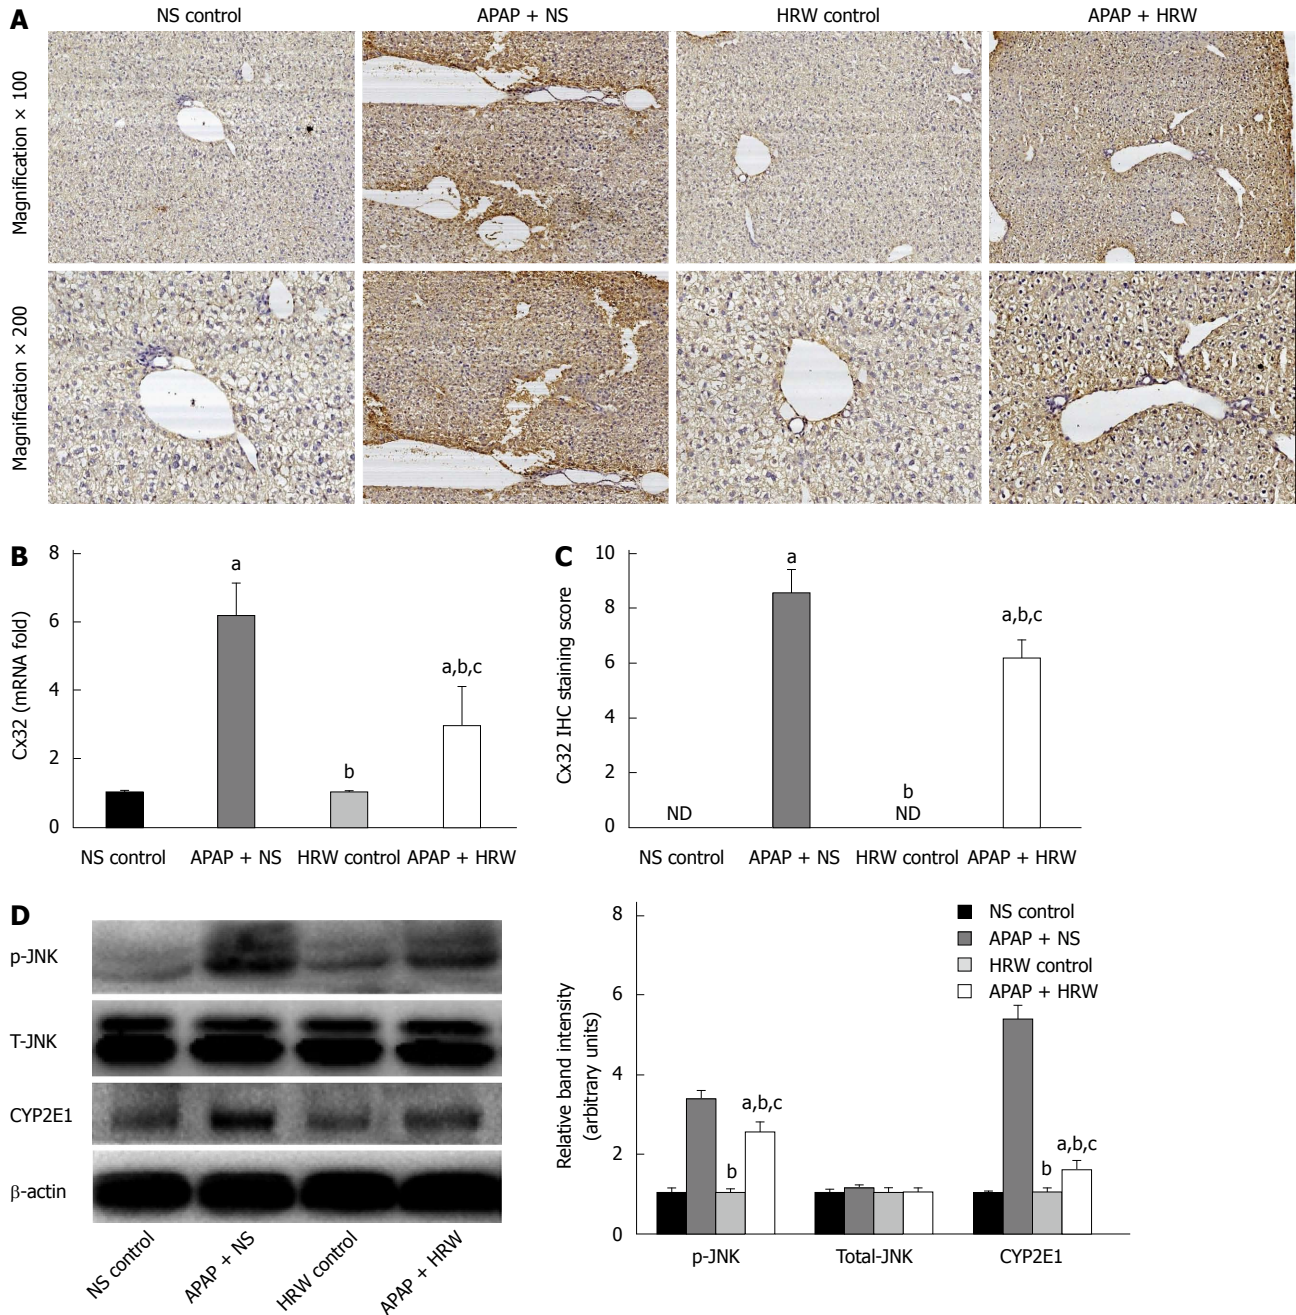 A
NS control
APAP + NS
HRW control
APAP + HRW
Magnification × 100
Magnification × 200
B
Cx32 (mRNA fold)
8
6
4
2
0
a
b
a,b,c
NS control
APAP + NS
HRW control
APAP + HRW
C
Cx32 IHC staining score
10
8
6
4
2
0
ND
a
b
ND
a,b,c
NS control
APAP + NS
HRW control
APAP + HRW
D
p-JNK
T-JNK
CYP2E1
β-actin
NS control
APAP + NS
HRW control
APAP + HRW
Relative band intensity
(arbitrary units)
8
6
4
2
0
NS control
APAP + NS
HRW control
APAP + HRW
b
a,b,c
b
a,b,c
p-JNK
Total-JNK
CYP2E1